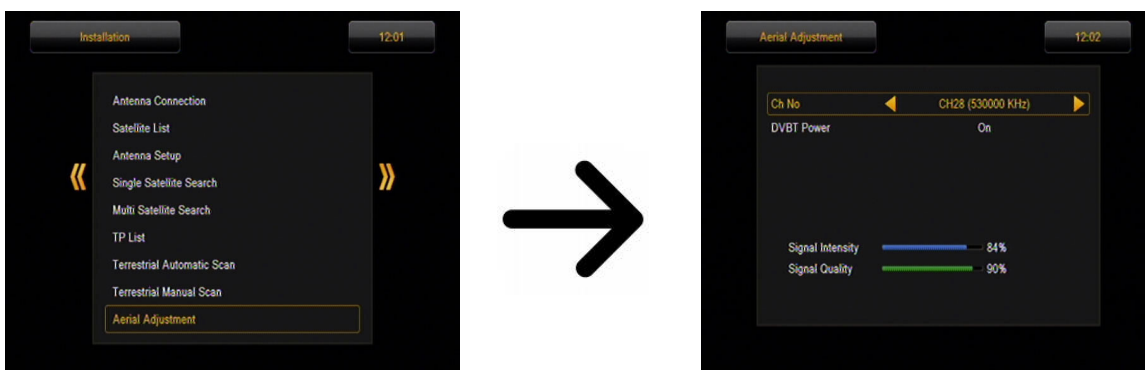 Installation
12:01
Antenna Connection
Satellite List
Antenna Setup
Single Satellite Search
Multi Satellite Search
TP List
Terrestrial Automatic Scan
Terrestrial Manual Scan
Aerial Adjustment
Aerial Adjustment
12:02
Ch No CH28 (530000 KHz)
DVBT Power On
Signal Intensity 84%
Signal Quality 90%